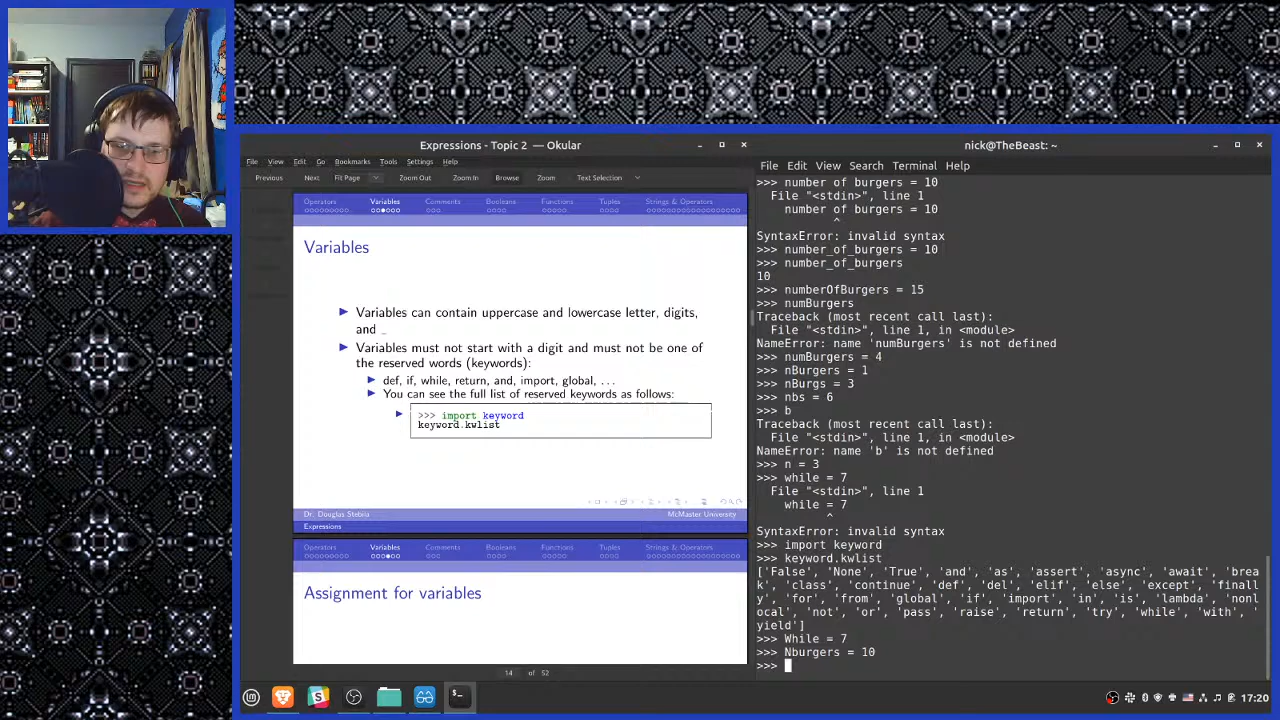 Expressions - Topic 2 — Okular
File View Edit Go Bookmarks Tools Settings Help
Previous Next Fit Page Zoom Out Zoom In Browse Zoom Text Selection
Operators Variables Comments Booleans Functions Tuples Strings & Operators
Variables
Variables can contain uppercase and lowercase letter, digits,
and _
Variables must not start with a digit and must not be one of
the reserved words (keywords):
def, if, while, return, and, import, global, ...
You can see the full list of reserved keywords as follows:
>>> import keyword
keyword.kwlist
Dr. Douglas Stebila McMaster University
Expressions
Operators Variables Comments Booleans Functions Tuples Strings & Operators
Assignment for variables
14 of 52
nick@TheBeast: ~
File Edit View Search Terminal Help
>>> number of burgers = 10
File "<stdin>", line 1
number of burgers = 10
^
SyntaxError: invalid syntax
>>> number_of_burgers = 10
>>> number_of_burgers
10
>>> numberOfBurgers = 15
>>> numBurgers
Traceback (most recent call last):
File "<stdin>", line 1, in <module>
NameError: name 'numBurgers' is not defined
>>> numBurgers = 4
>>> nBurgers = 1
>>> nBurgs = 3
>>> nbs = 6
>>> b
Traceback (most recent call last):
File "<stdin>", line 1, in <module>
NameError: name 'b' is not defined
>>> n = 3
>>> while = 7
File "<stdin>", line 1
while = 7
^
SyntaxError: invalid syntax
>>> import keyword
>>> keyword.kwlist
['False', 'None', 'True', 'and', 'as', 'assert', 'async', 'await', 'brea
k', 'class', 'continue', 'def', 'del', 'elif', 'else', 'except', 'finall
y', 'for', 'from', 'global', 'if', 'import', 'in', 'is', 'lambda', 'nonl
ocal', 'not', 'or', 'pass', 'raise', 'return', 'try', 'while', 'with', '
yield']
>>> While = 7
>>> Nburgers = 10
>>>
17:20